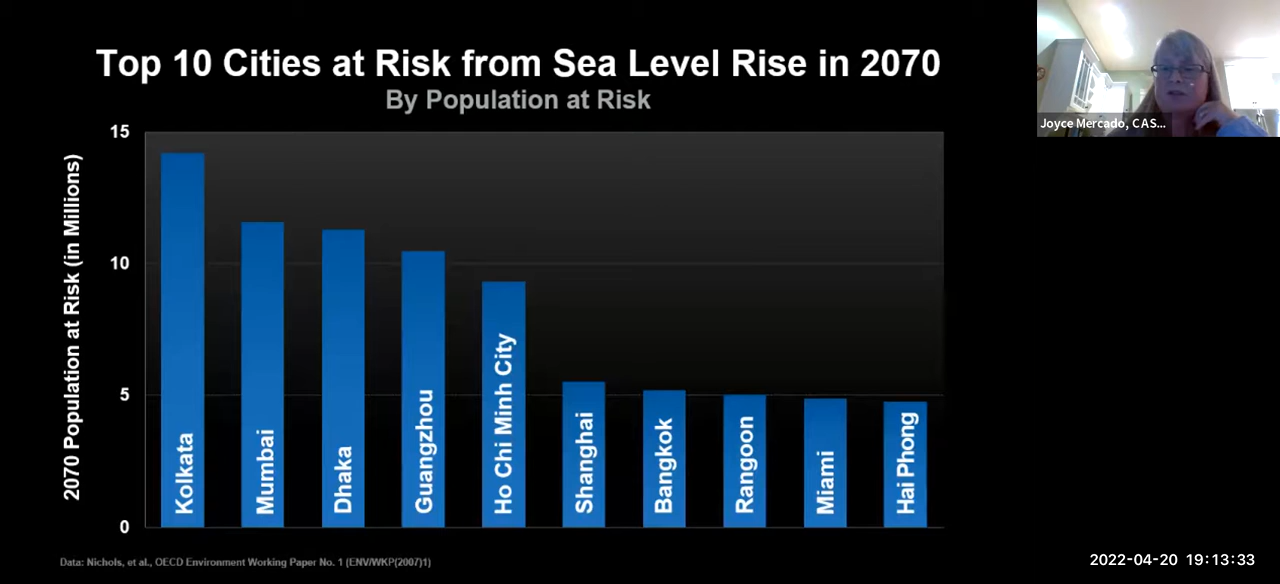 Top 10 Cities at Risk from Sea Level Rise in 2070
By Population at Risk
Joyce Mercado, CAS...
2070 Population at Risk (in Millions)
15
10
5
0
Kolkata
Mumbai
Dhaka
Guangzhou
Ho Chi Minh City
Shanghai
Bangkok
Rangoon
Miami
Hai Phong
Data: Nichols, et al., OECD Environment Working Paper No. 1 (ENV/WKP(2007)1)
2022-04-20 19:13:33